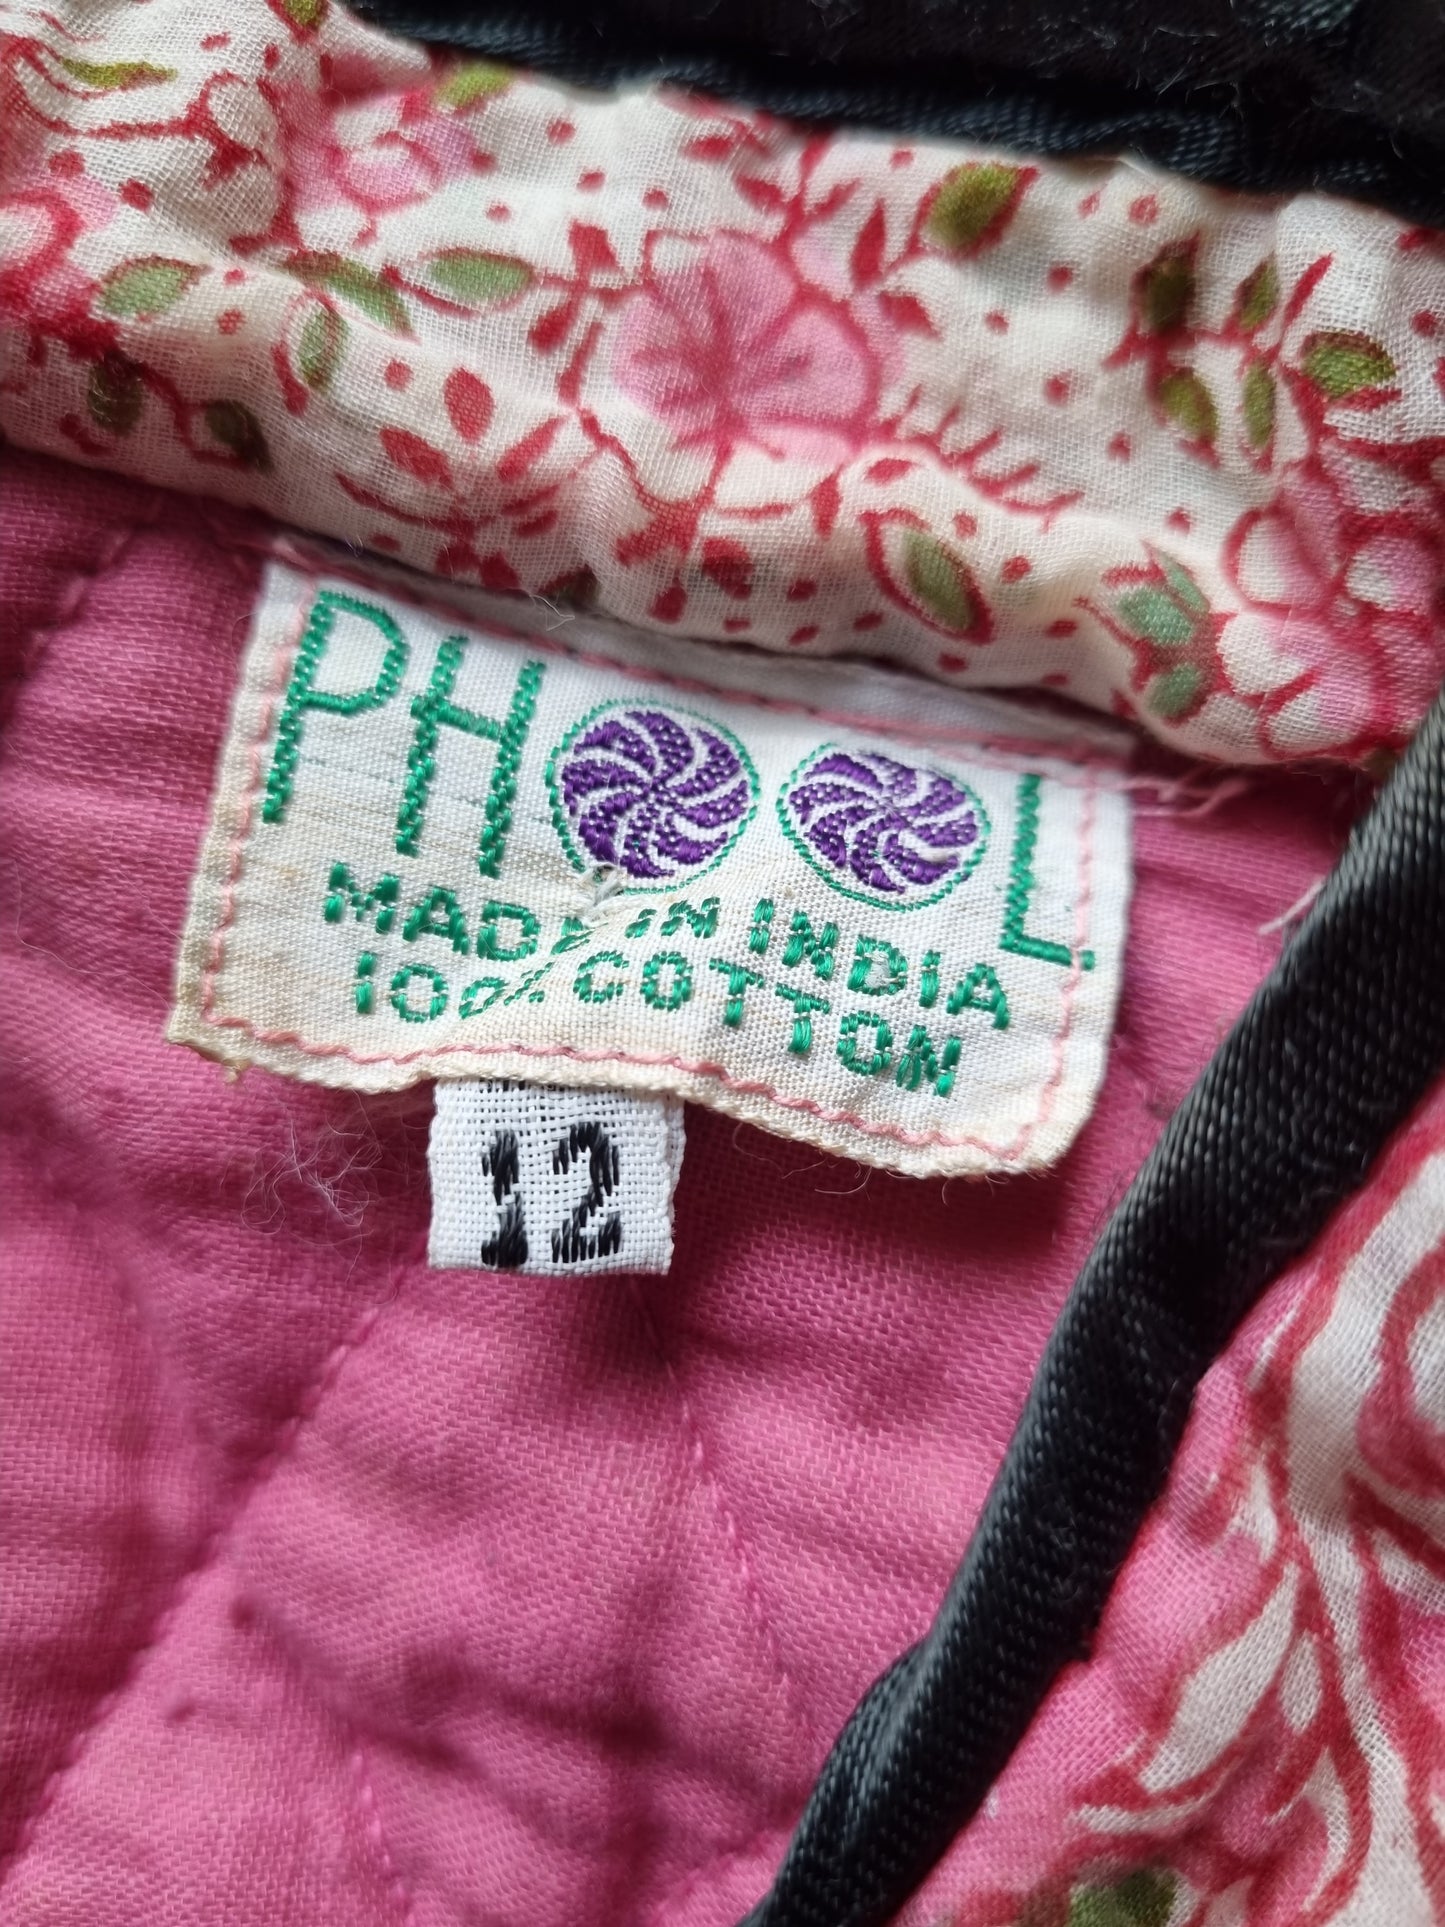 PHOOL
MADE IN INDIA
100% COTTON
12